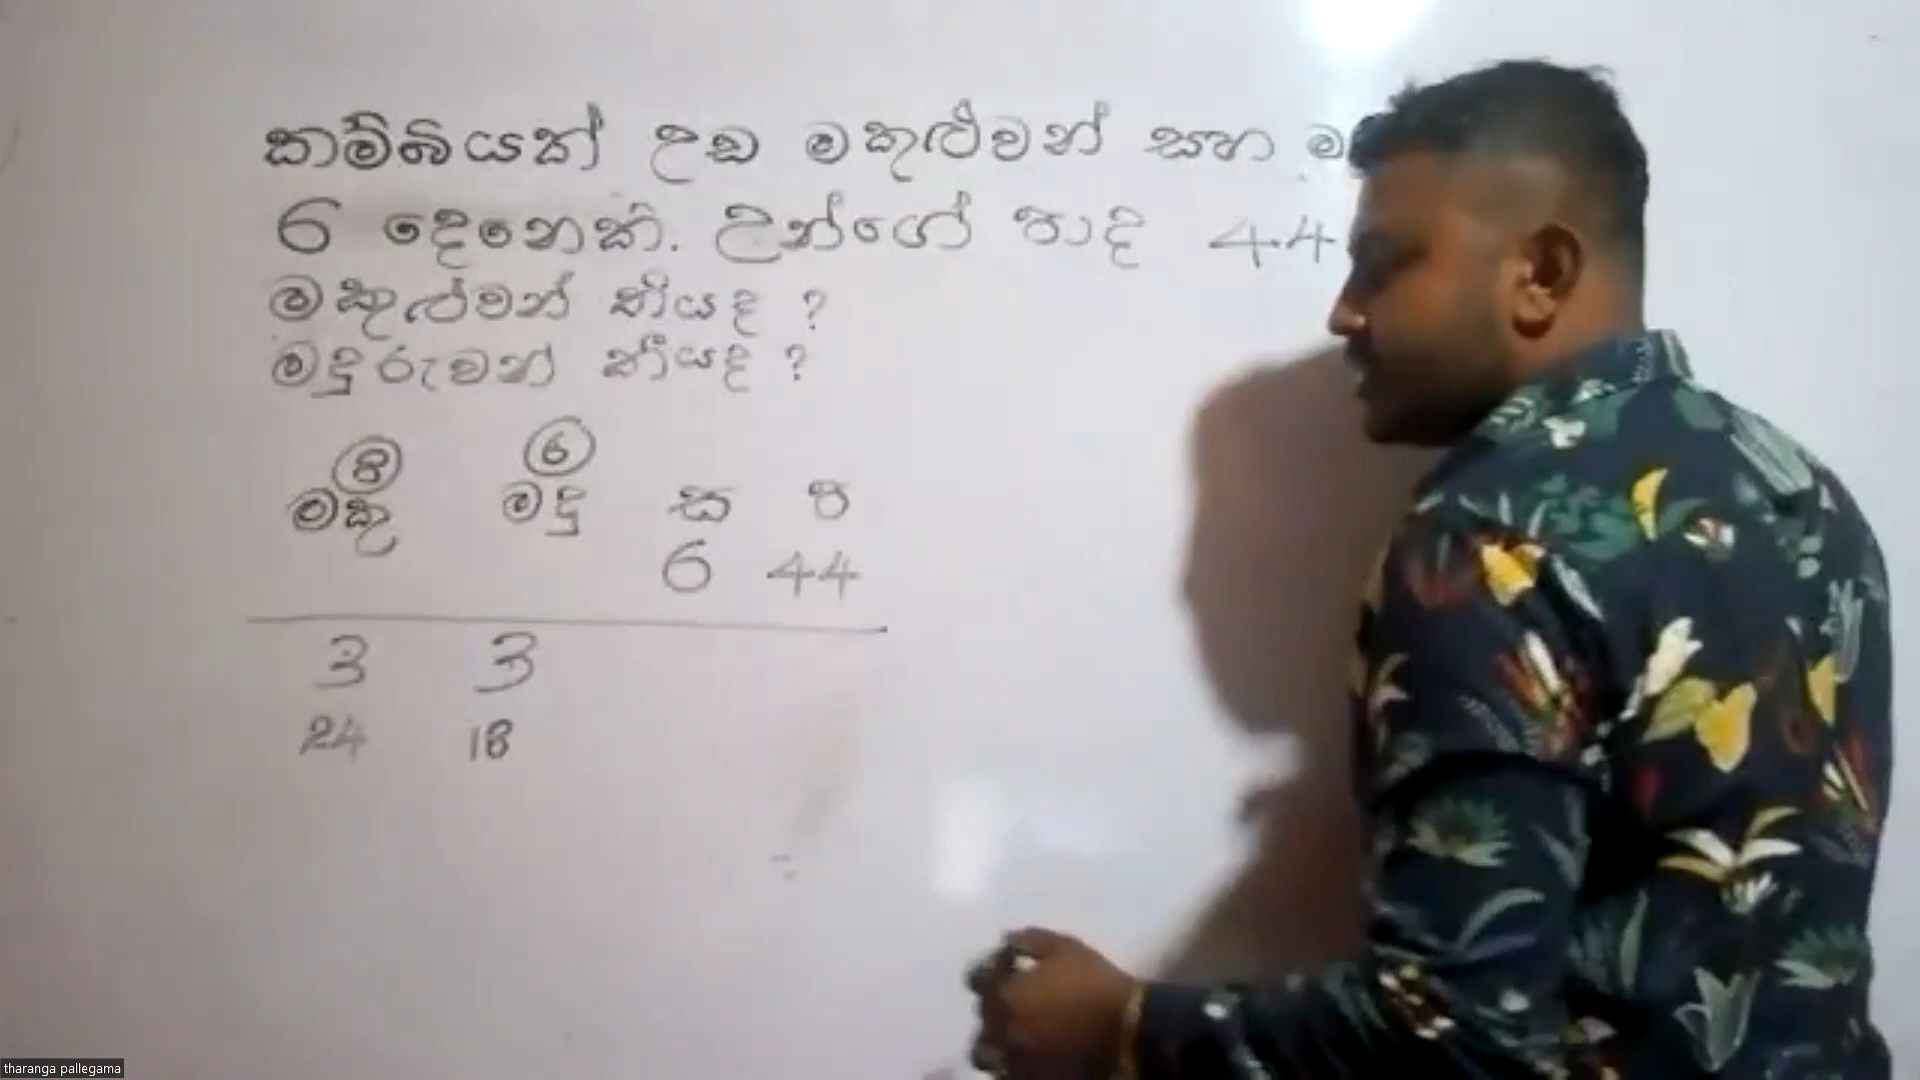 කම්බියක් උඩ මකුළුවන් සහ ම
6 දෙනෙකි. උන්ගේ පාද 44
මකුළුවන් කීයද ?
මදුරුවන් කීයද ?
8 6
මකු මදු ස ප
6 44
3 3
24 18
tharanga pallegama